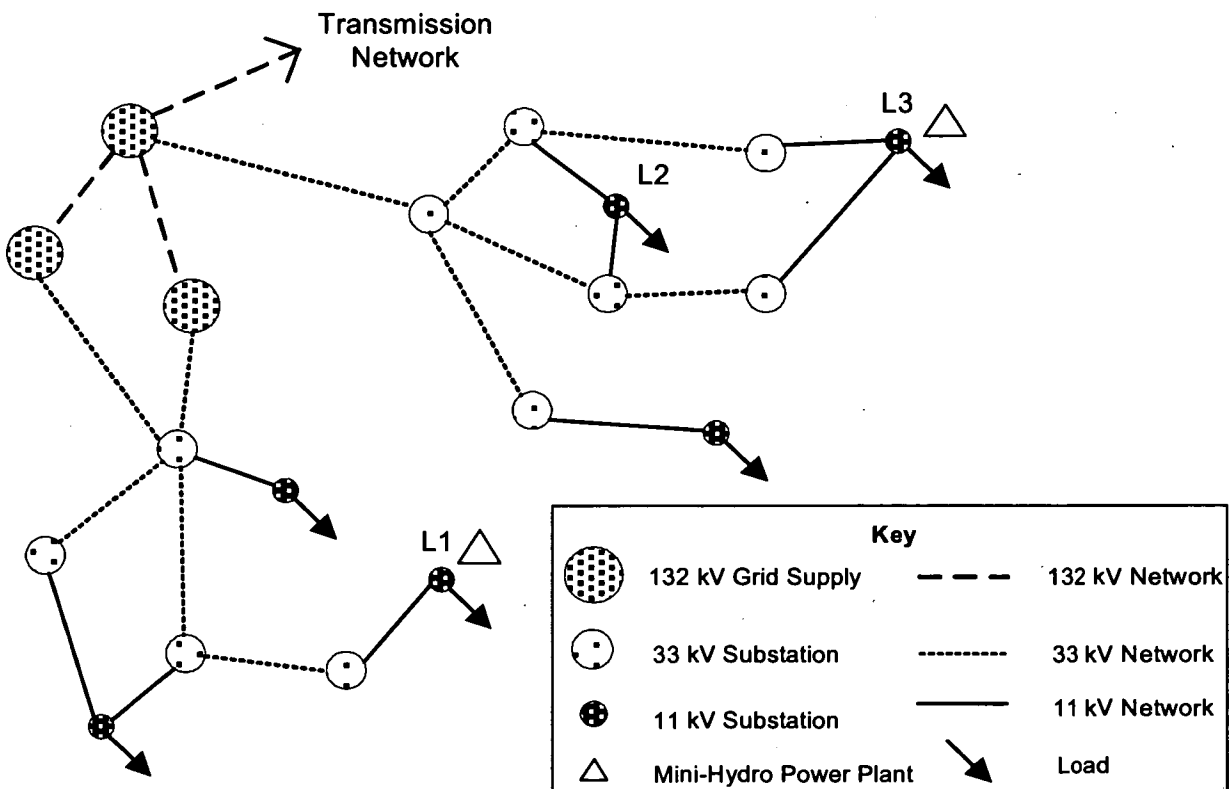 Transmission
Network
L3
L2
L1
Key
132 kV Grid Supply
132 kV Network
33 kV Substation
33 kV Network
11 kV Substation
11 kV Network
Mini-Hydro Power Plant
Load